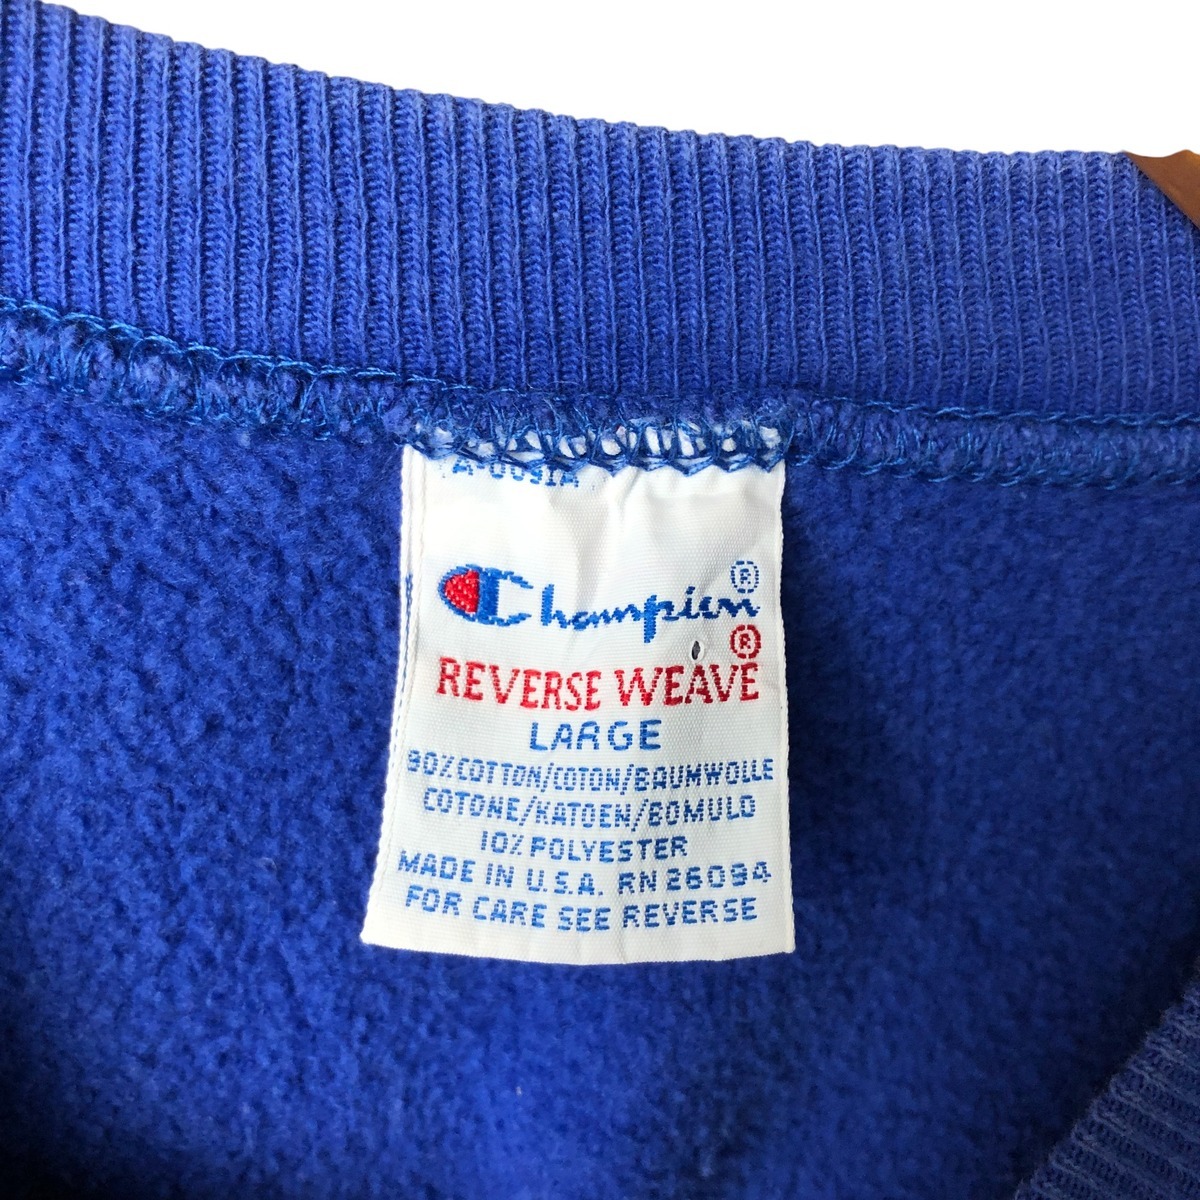 Champion®
REVERSE WEAVE®
LARGE
90% COTTON/COTON/BAUMWOLLE
COTONE/KATOEN/BOMULD
10% POLYESTER
MADE IN U.S.A. RN 26094
FOR CARE SEE REVERSE